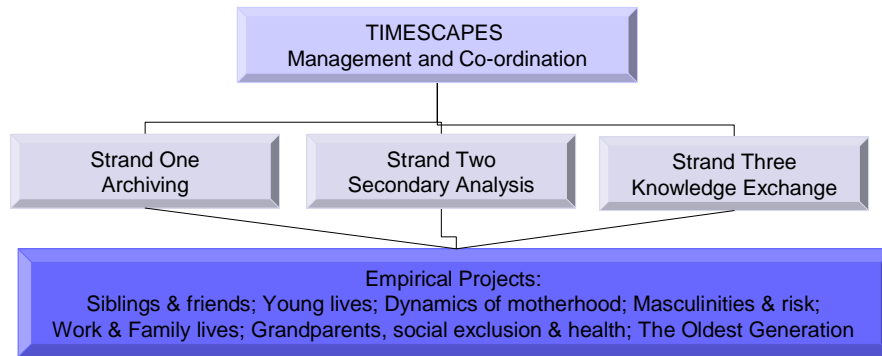 TIMESCAPES
Management and Co-ordination
Strand One
Archiving
Strand Two
Secondary Analysis
Strand Three
Knowledge Exchange
Empirical Projects:
Siblings & friends; Young lives; Dynamics of motherhood; Masculinities & risk;
Work & Family lives; Grandparents, social exclusion & health; The Oldest Generation